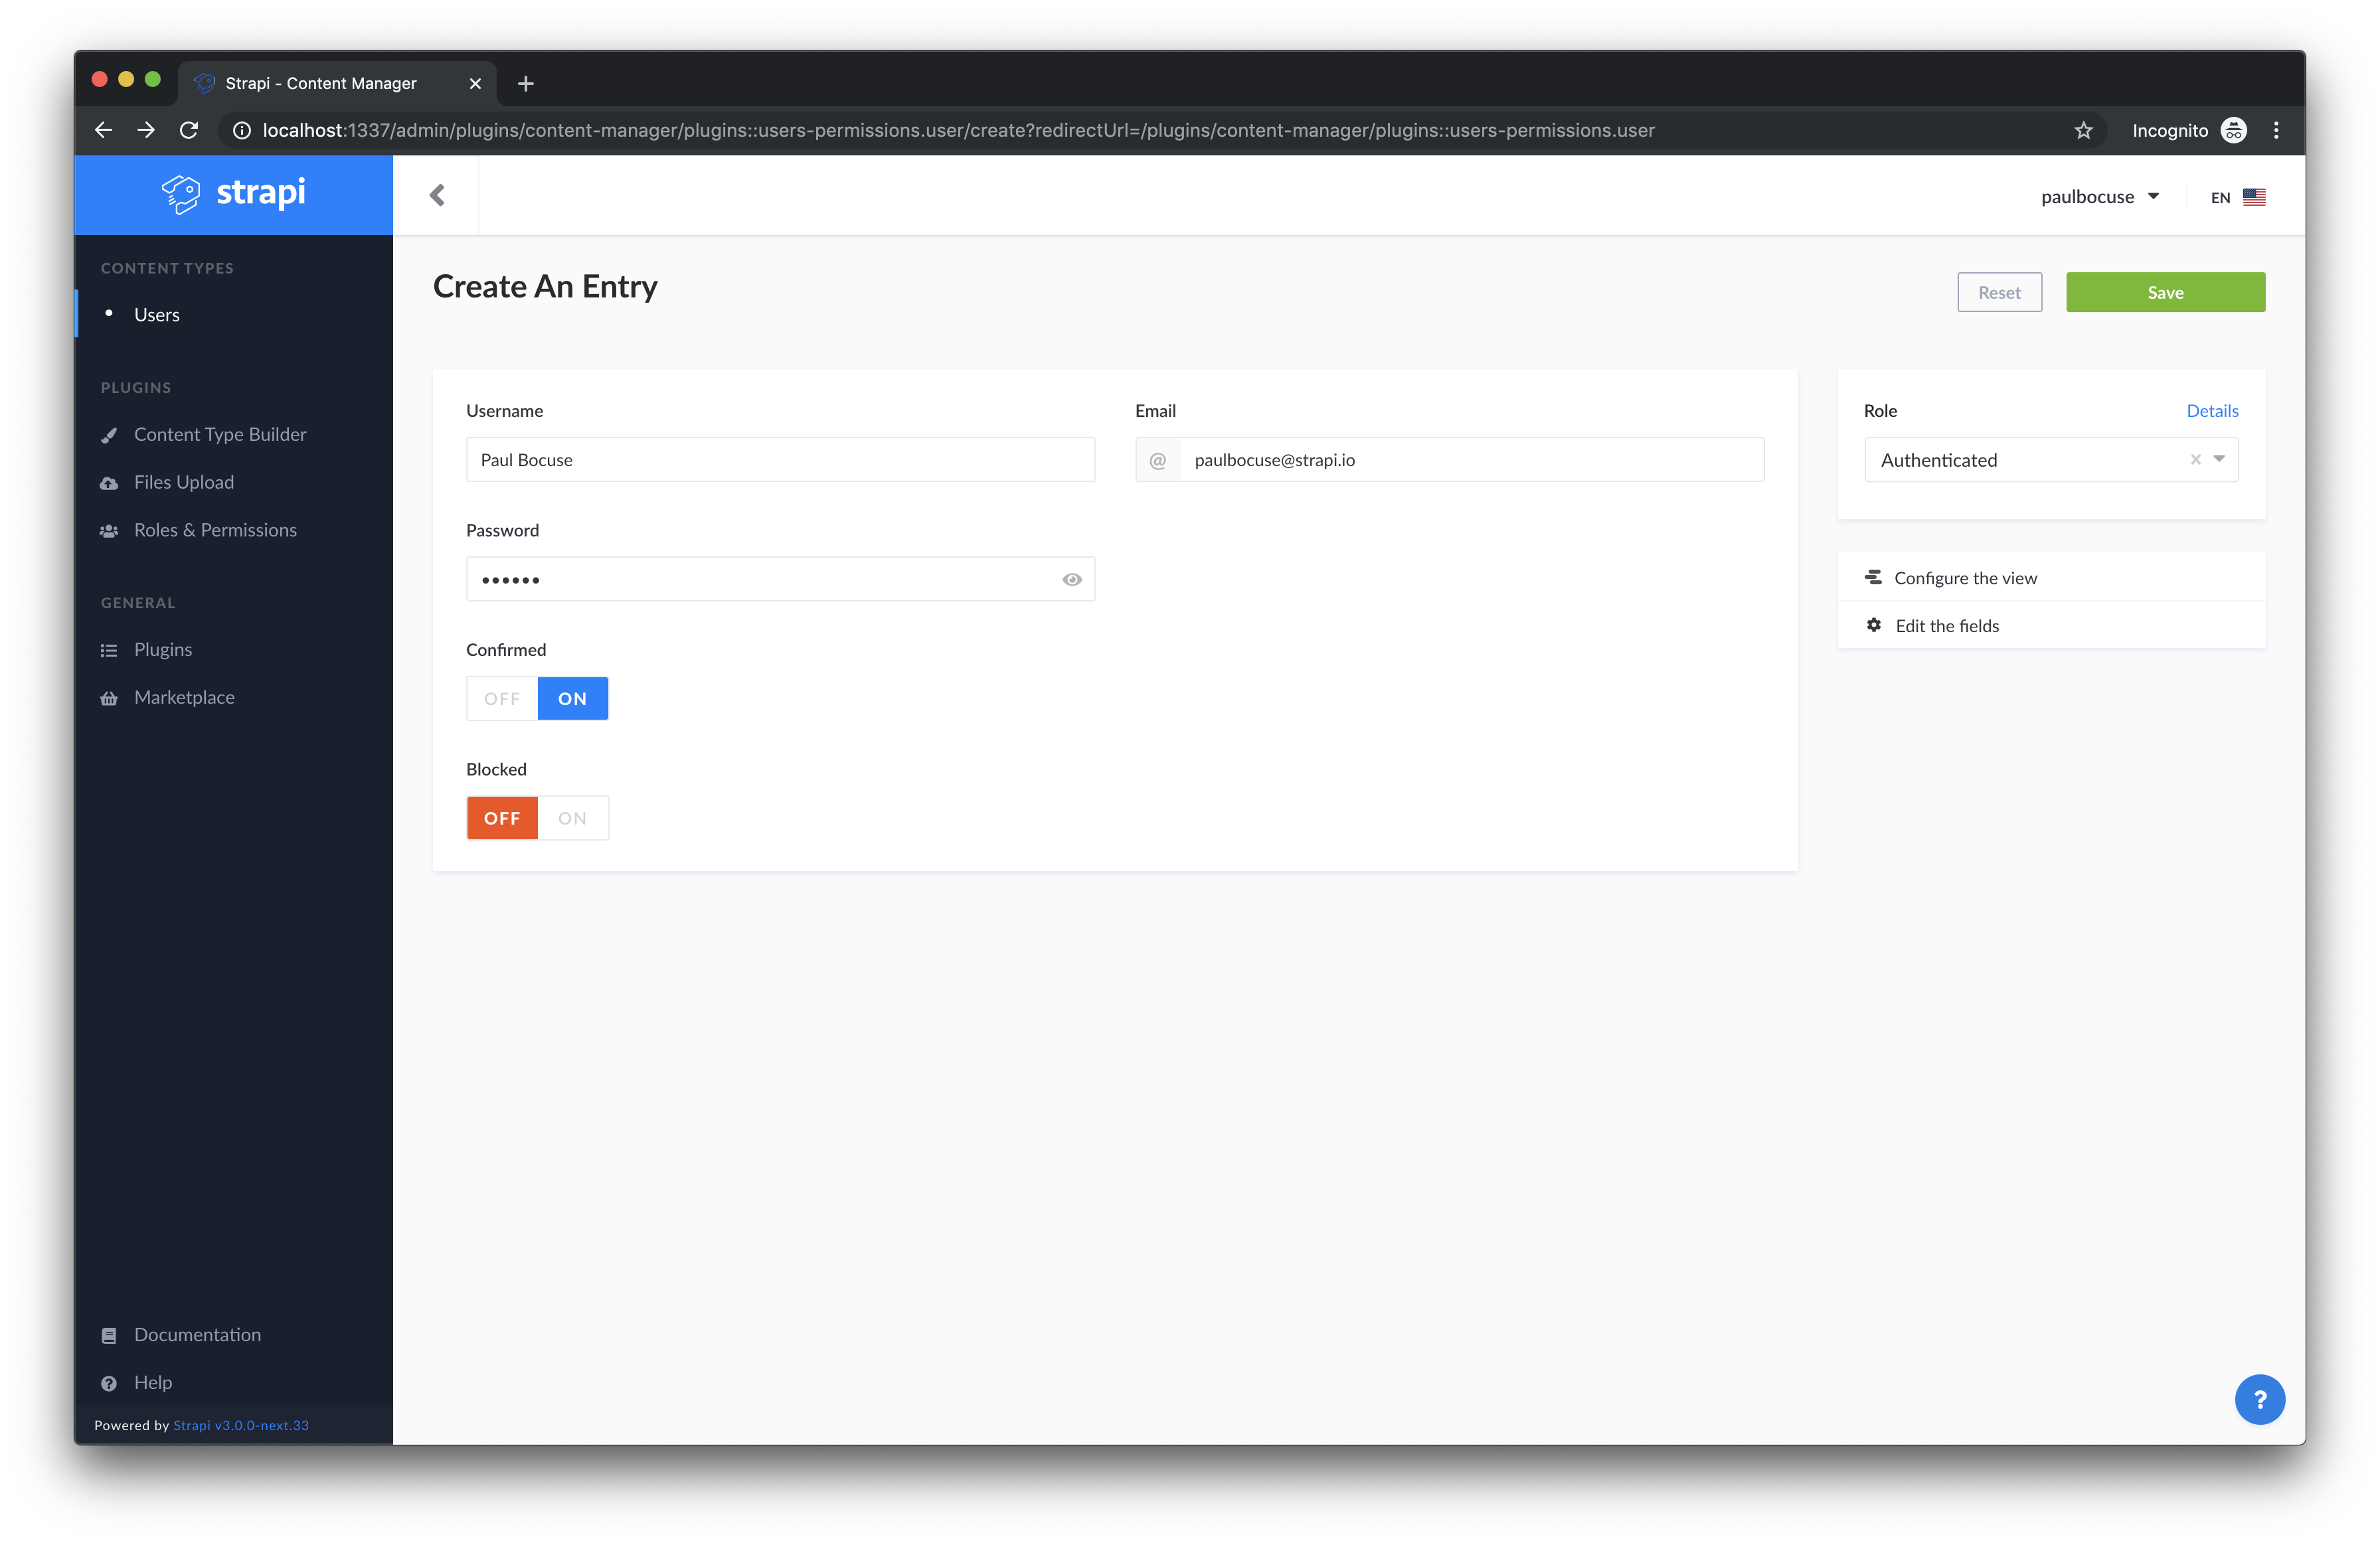 Strapi - Content Manager
localhost:1337/admin/plugins/content-manager/plugins::users-permissions.user/create?redirectUrl=/plugins/content-manager/plugins::users-permissions.user
Incognito
strapi
paulbocuse
EN
CONTENT TYPES
Users
PLUGINS
Content Type Builder
Files Upload
Roles & Permissions
GENERAL
Plugins
Marketplace
Documentation
Help
Powered by Strapi v3.0.0-next.33
Create An Entry
Reset
Save
Username
Paul Bocuse
Email
@ paulbocuse@strapi.io
Password
••••••
Confirmed
OFF ON
Blocked
OFF ON
Role
Details
Authenticated
Configure the view
Edit the fields
?